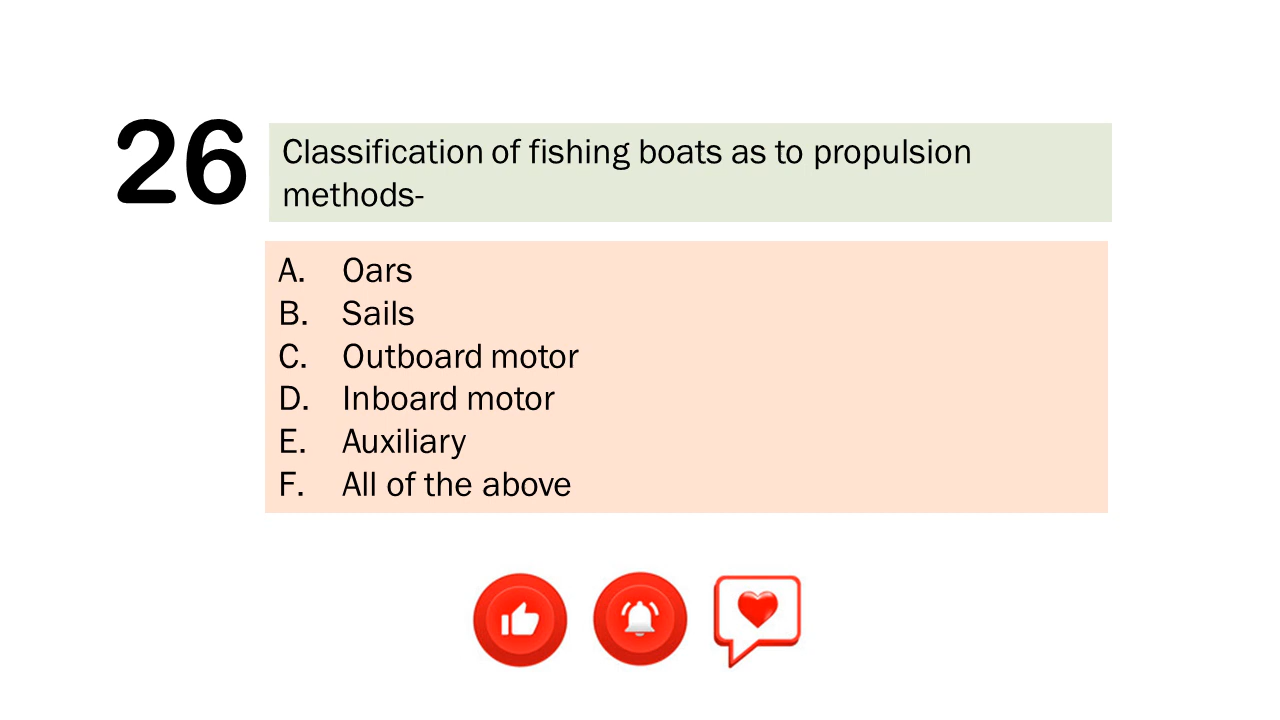 26
Classification of fishing boats as to propulsion
methods-
A. Oars
B. Sails
C. Outboard motor
D. Inboard motor
E. Auxiliary
F. All of the above